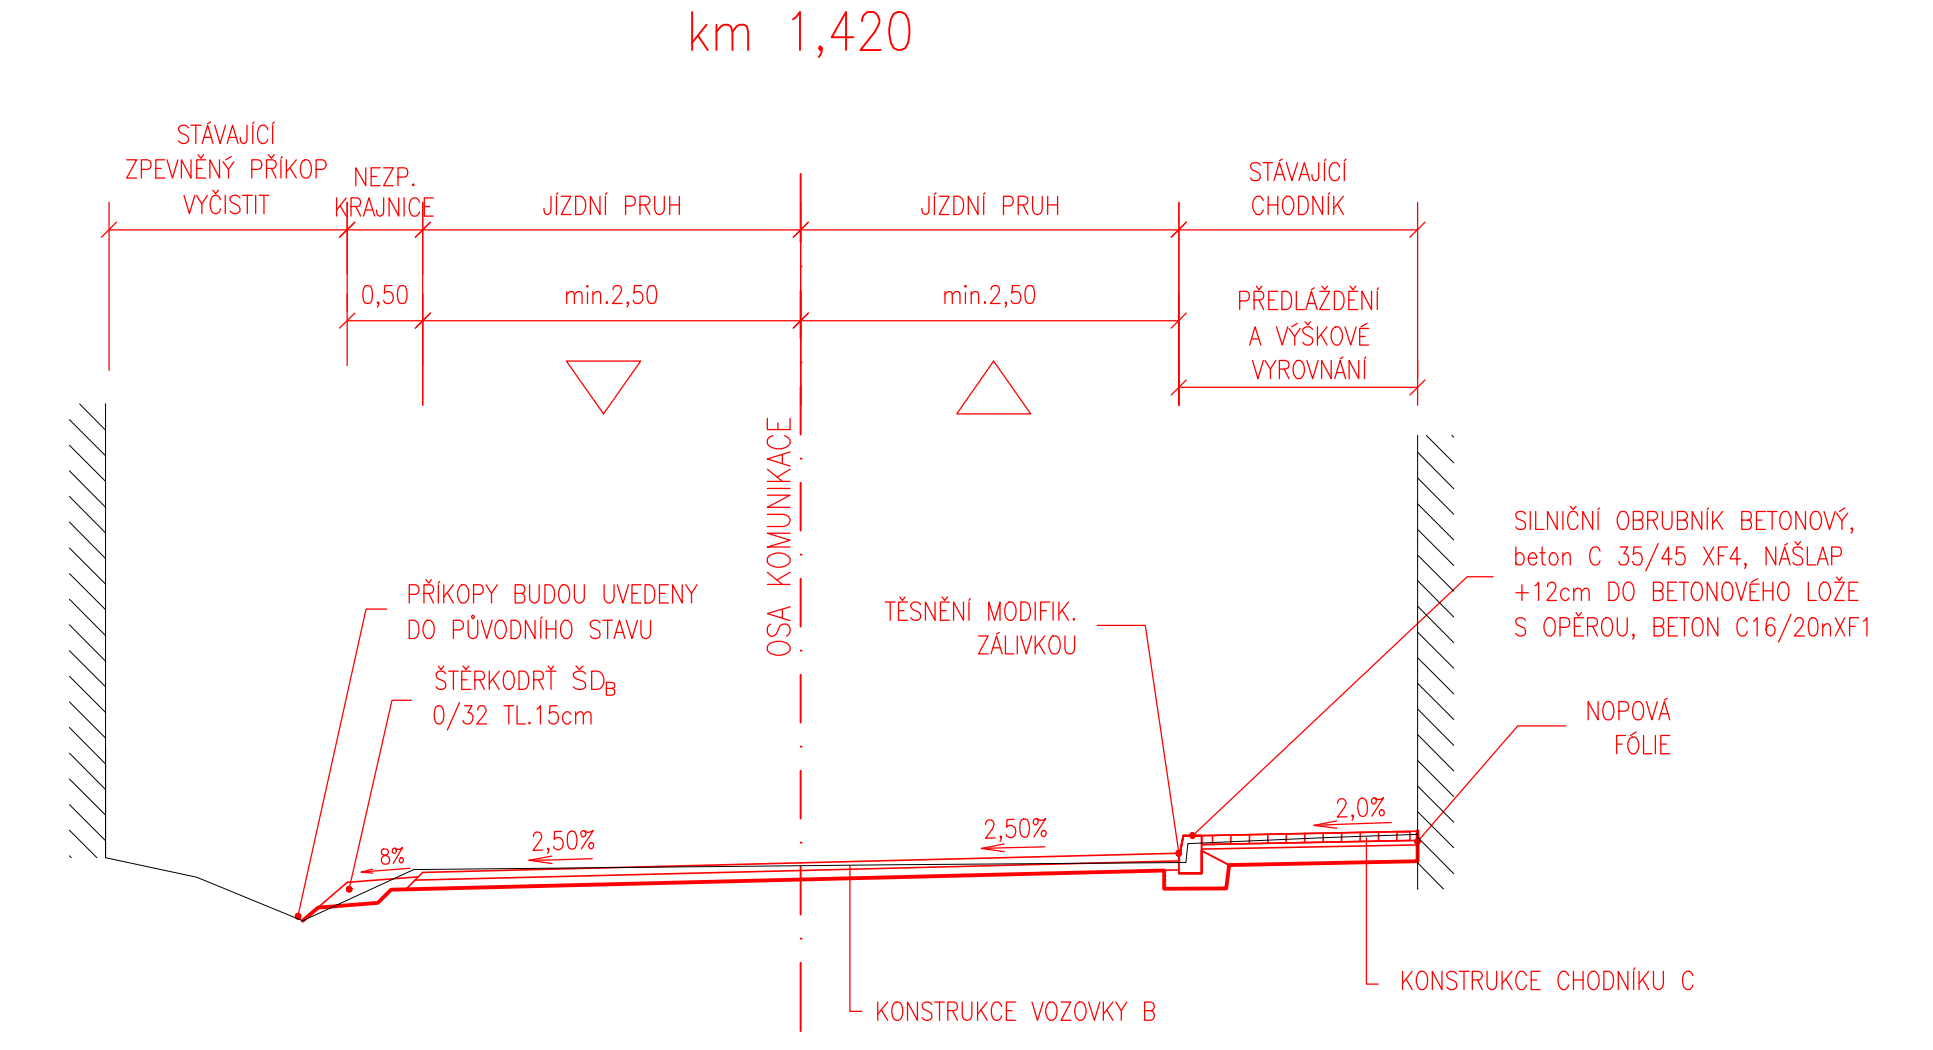 km 1,420
STÁVAJÍCÍ
ZPEVNĚNÝ PŘÍKOP
VYČISTIT
NEZP.
KRAJNICE
JÍZDNÍ PRUH
JÍZDNÍ PRUH
STÁVAJÍCÍ
CHODNÍK
0,50
min.2,50
min.2,50
PŘEDLÁŽDĚNÍ
A VÝŠKOVÉ
VYROVNÁNÍ
OSA KOMUNIKACE
SILNIČNÍ OBRUBNÍK BETONOVÝ,
beton C 35/45 XF4, NÁŠLAP
+12cm DO BETONOVÉHO LOŽE
S OPĚROU, BETON C16/20nXF1
PŘÍKOPY BUDOU UVEDENY
DO PŮVODNÍHO STAVU
TĚSNĚNÍ MODIFIK.
ZÁLIVKOU
ŠTĚRKODRŤ ŠDB
0/32 TL.15cm
NOPOVÁ
FÓLIE
2,0%
2,50%
2,50%
8%
KONSTRUKCE CHODNÍKU C
KONSTRUKCE VOZOVKY B